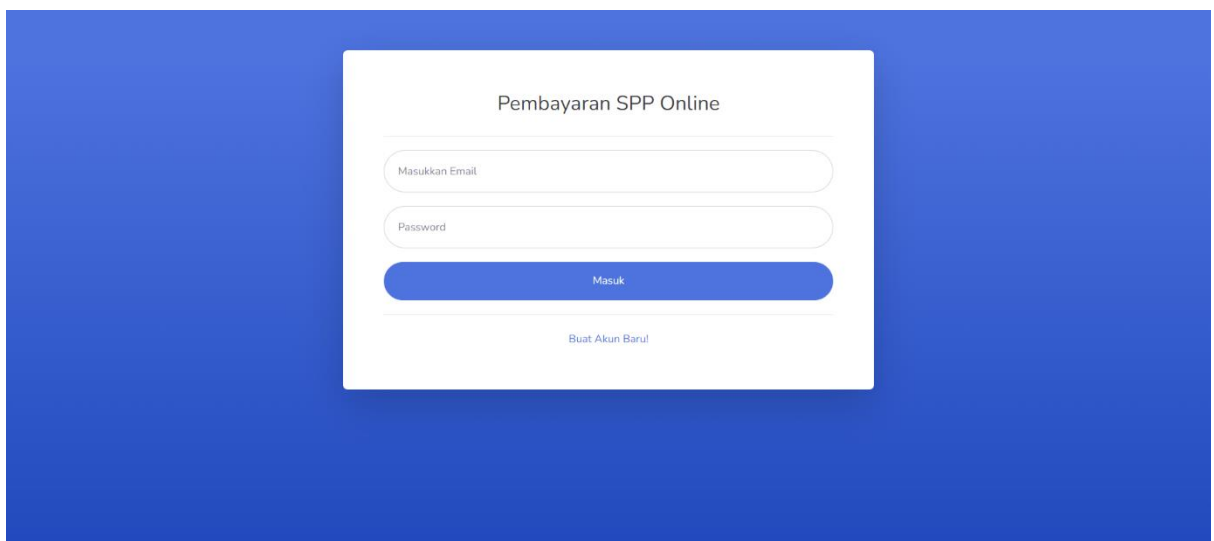 Pembayaran SPP Online
Masukkan Email
Password
Masuk
Buat Akun Baru!